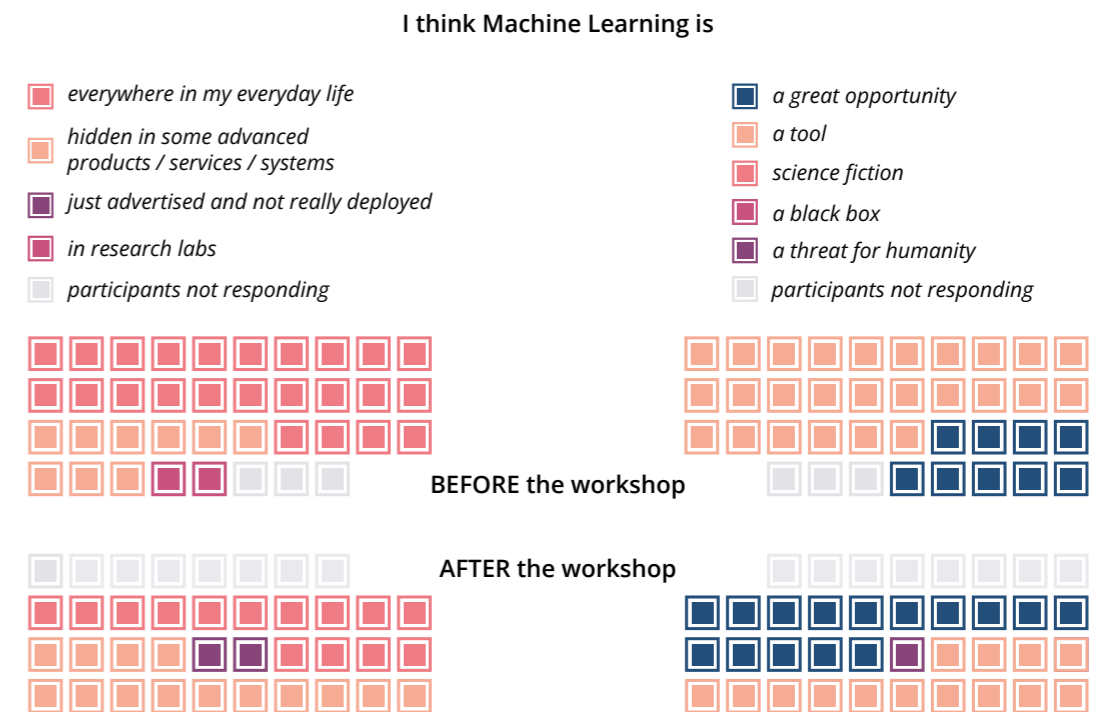 I think Machine Learning is
everywhere in my everyday life
hidden in some advanced
products / services / systems
just advertised and not really deployed
in research labs
participants not responding
a great opportunity
a tool
science fiction
a black box
a threat for humanity
participants not responding
BEFORE the workshop
AFTER the workshop